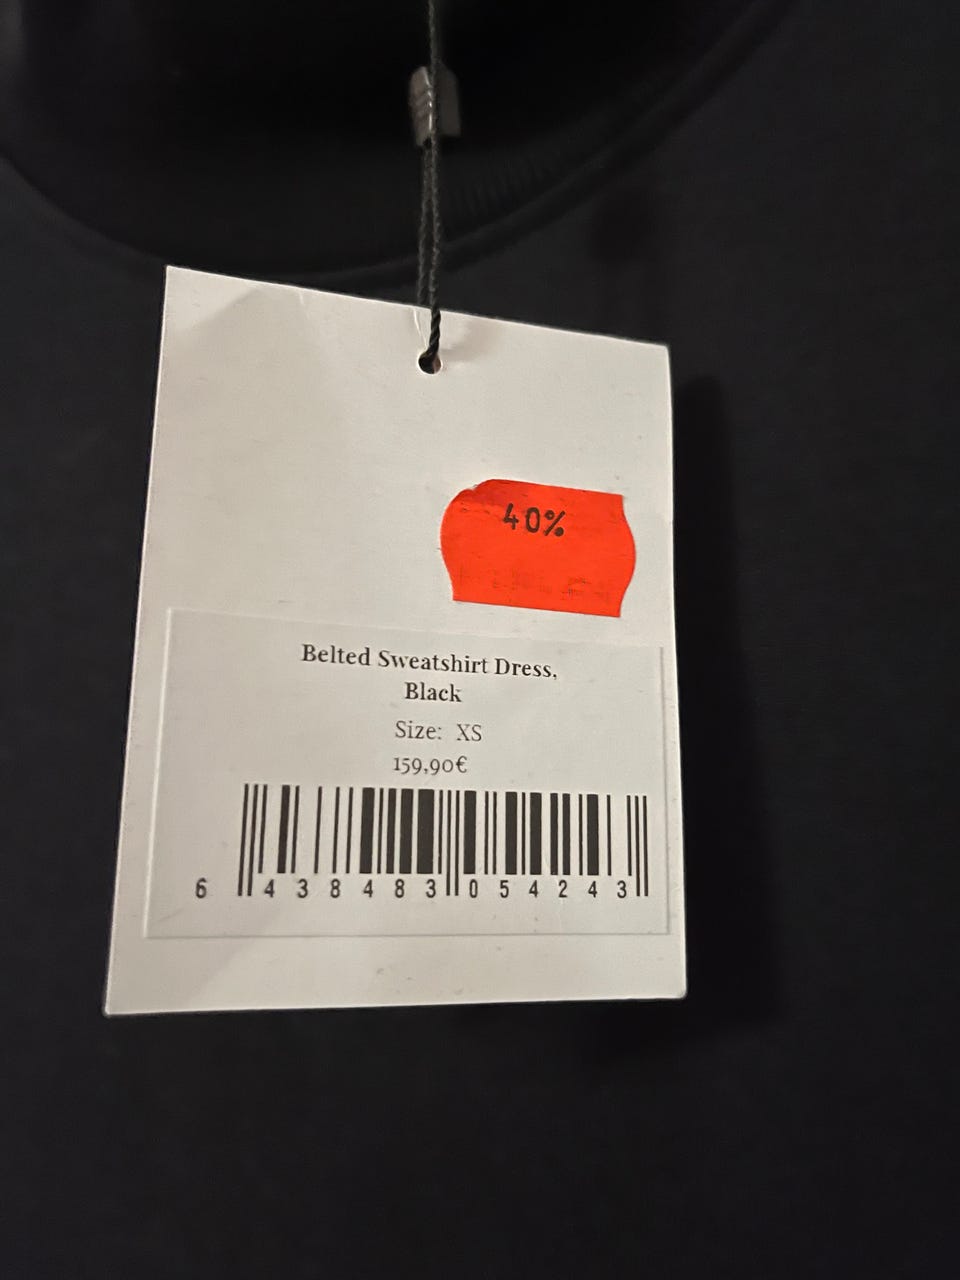 40%
Belted Sweatshirt Dress,
Black
Size: XS
159,90€
6 438483 054243